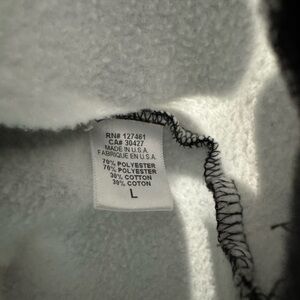 RN# 127461
CA# 30427
MADE IN U.S.A.
FABRIQUE EN U.S.A.
70% POLYESTER
70% POLYESTER
30% COTTON
30% COTON
L